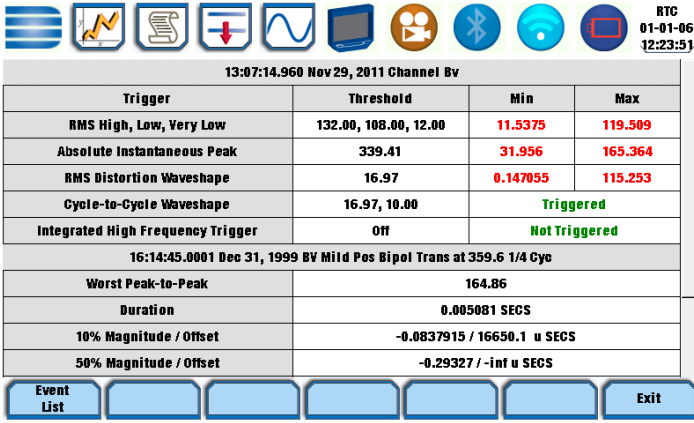 RTC
01-01-06
12:23:51
13:07:14.960 Nov 29, 2011 Channel Bv
Trigger Threshold Min Max
RMS High, Low, Very Low 132.00, 108.00, 12.00 11.5375 119.509
Absolute Instantaneous Peak 339.41 31.956 165.364
RMS Distortion Waveshape 16.97 0.147055 115.253
Cycle-to-Cycle Waveshape 16.97, 10.00 Triggered
Integrated High Frequency Trigger Off Not Triggered
16:14:45.0001 Dec 31, 1999 BV Mild Pos Bipol Trans at 359.6 1/4 Cyc
Worst Peak-to-Peak 164.86
Duration 0.005081 SECS
10% Magnitude / Offset -0.0837915 / 16650.1 u SECS
50% Magnitude / Offset -0.29327 / -inf u SECS
Event
List
Exit